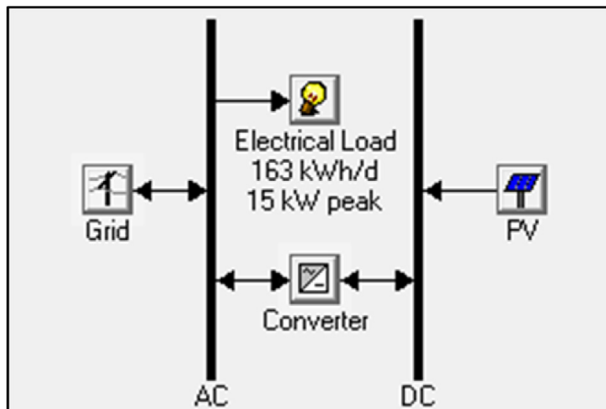 Electrical Load
163 kWh/d
15 kW peak
Grid
PV
Converter
AC
DC